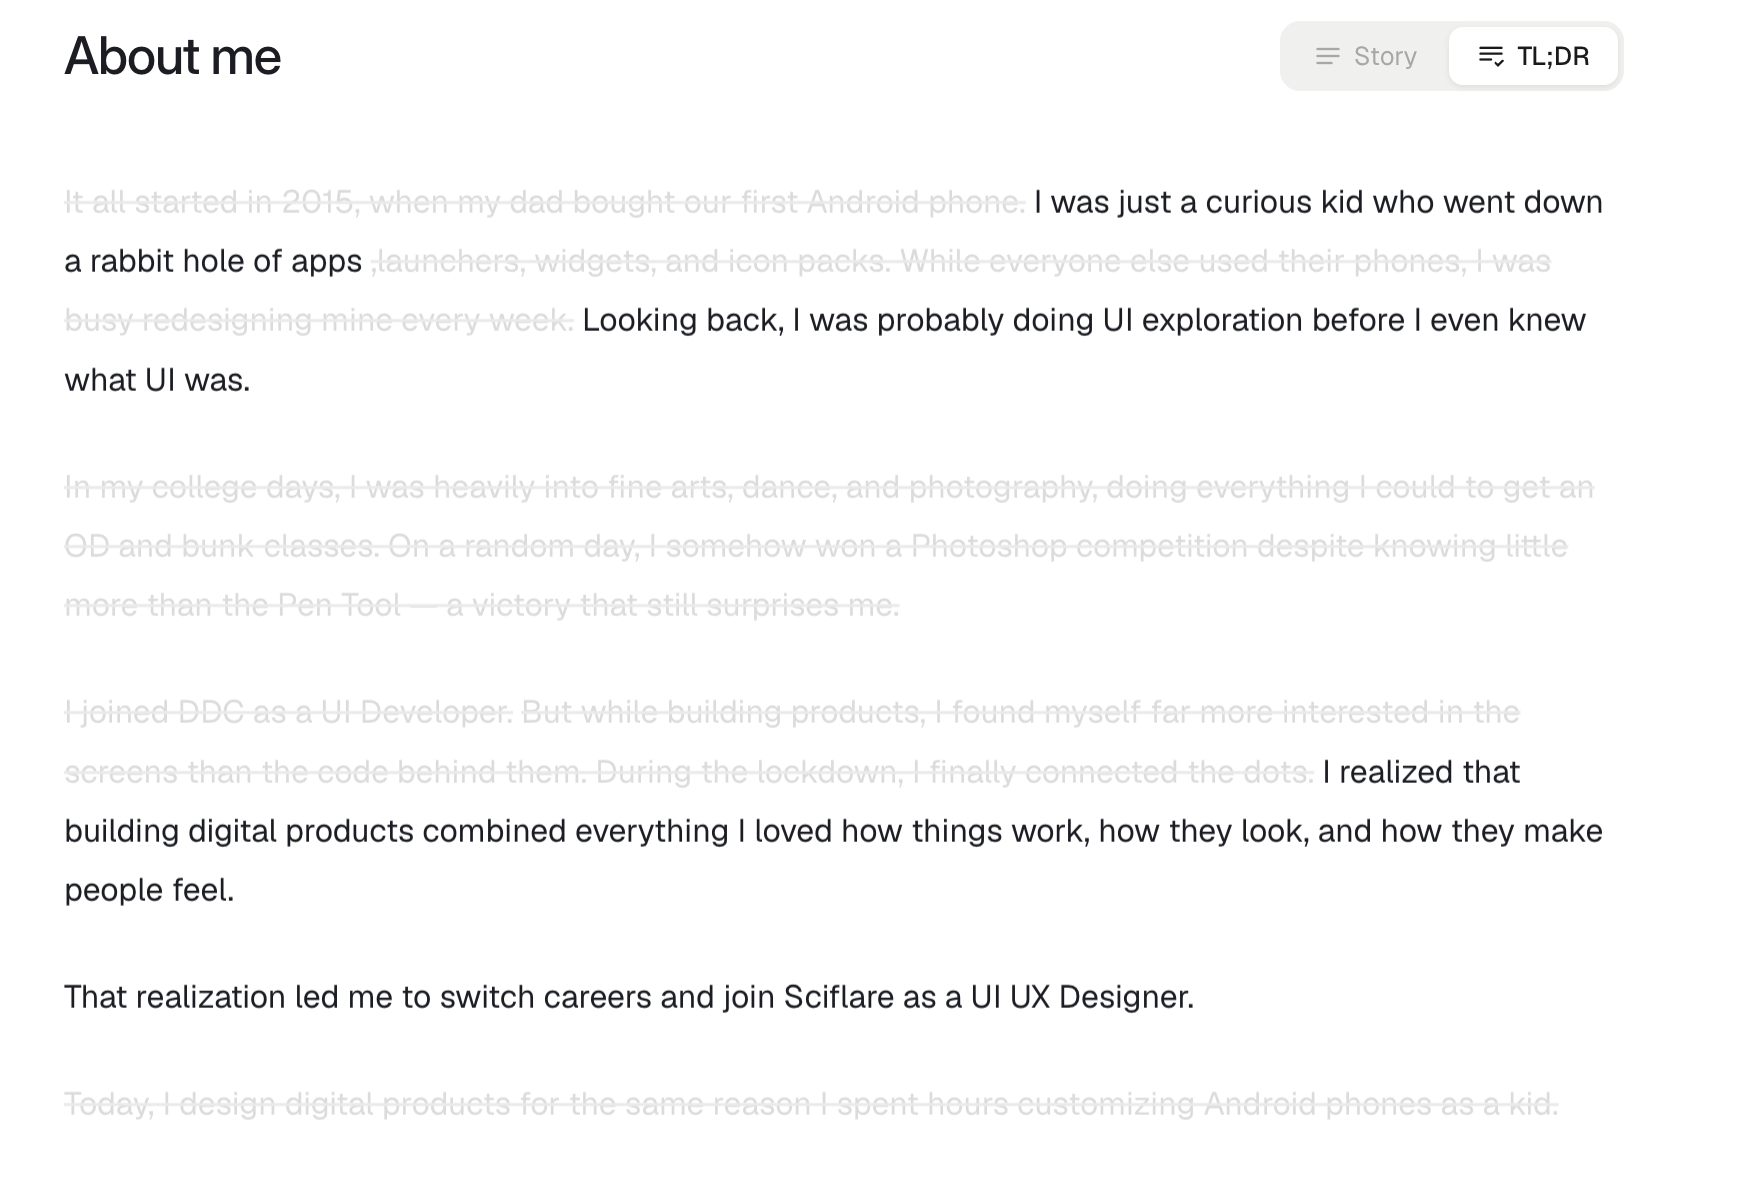 About me
Story
TL;DR
It all started in 2015, when my dad bought our first Android phone. I was just a curious kid who went down
a rabbit hole of apps ,launchers, widgets, and icon packs. While everyone else used their phones, I was
busy redesigning mine every week. Looking back, I was probably doing UI exploration before I even knew
what UI was.
In my college days, I was heavily into fine arts, dance, and photography, doing everything I could to get an
OD and bunk classes. On a random day, I somehow won a Photoshop competition despite knowing little
more than the Pen Tool — a victory that still surprises me.
I joined DDC as a UI Developer. But while building products, I found myself far more interested in the
screens than the code behind them. During the lockdown, I finally connected the dots. I realized that
building digital products combined everything I loved how things work, how they look, and how they make
people feel.
That realization led me to switch careers and join Sciflare as a UI UX Designer.
Today, I design digital products for the same reason I spent hours customizing Android phones as a kid.